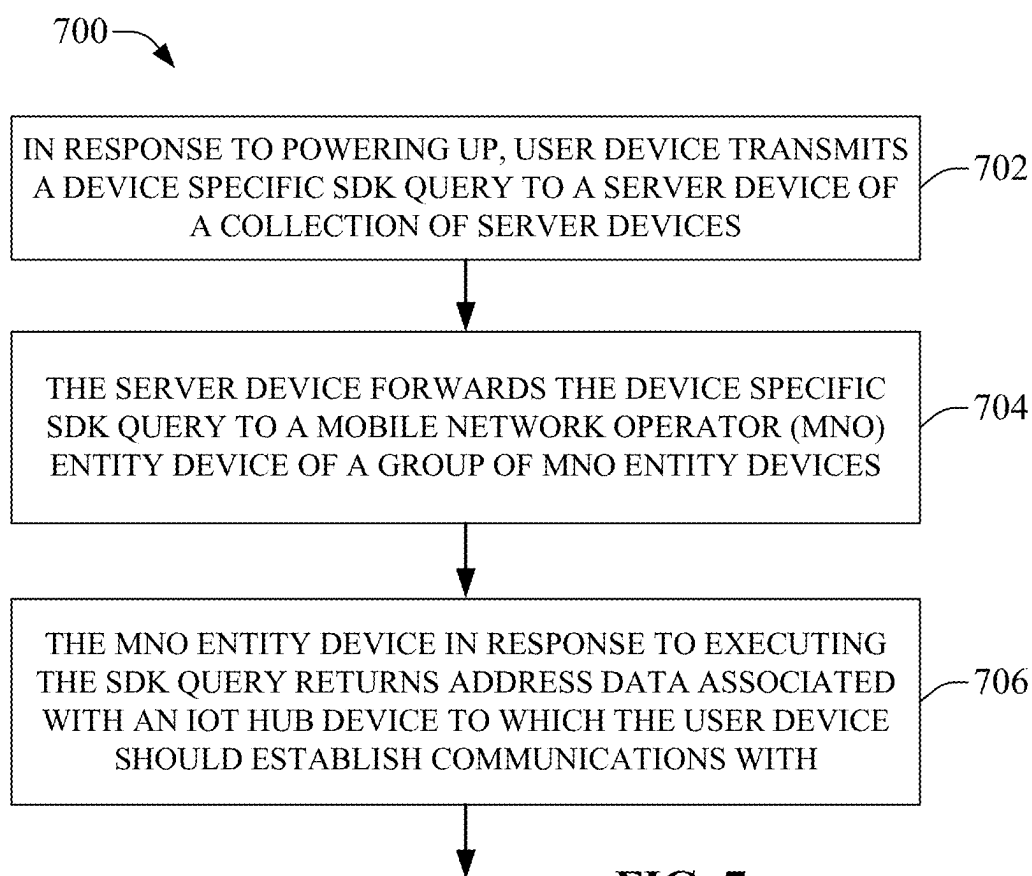 700
IN RESPONSE TO POWERING UP, USER DEVICE TRANSMITS
A DEVICE SPECIFIC SDK QUERY TO A SERVER DEVICE OF
A COLLECTION OF SERVER DEVICES
702
THE SERVER DEVICE FORWARDS THE DEVICE SPECIFIC
SDK QUERY TO A MOBILE NETWORK OPERATOR (MNO)
ENTITY DEVICE OF A GROUP OF MNO ENTITY DEVICES
704
THE MNO ENTITY DEVICE IN RESPONSE TO EXECUTING
THE SDK QUERY RETURNS ADDRESS DATA ASSOCIATED
WITH AN IOT HUB DEVICE TO WHICH THE USER DEVICE
SHOULD ESTABLISH COMMUNICATIONS WITH
706